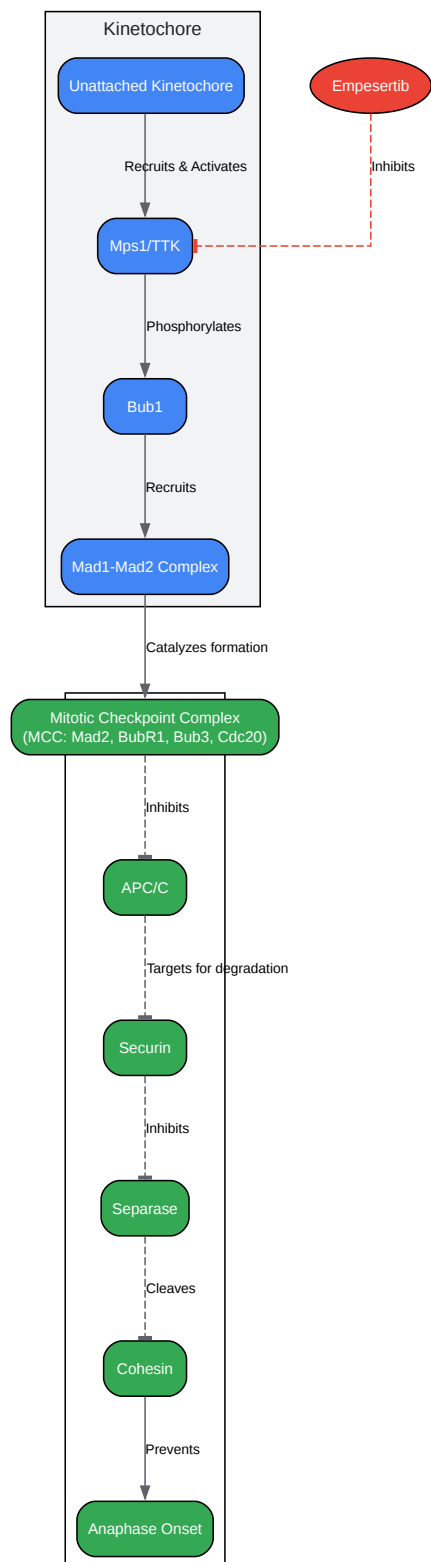 Kinetochore
Unattached Kinetochore
Empesertib
Recruits & Activates
Inhibits
Mps1/TTK
Phosphorylates
Bub1
Recruits
Mad1-Mad2 Complex
Catalyzes formation
Mitotic Checkpoint Complex
(MCC: Mad2, BubR1, Bub3, Cdc20)
Inhibits
APC/C
Targets for degradation
Securin
Inhibits
Separase
Cleaves
Cohesin
Prevents
Anaphase Onset